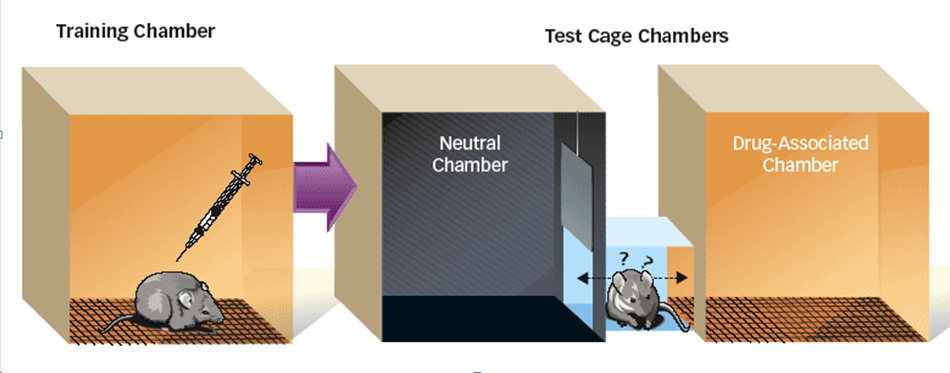 Training Chamber
Test Cage Chambers
Neutral
Chamber
Drug-Associated
Chamber
? ?